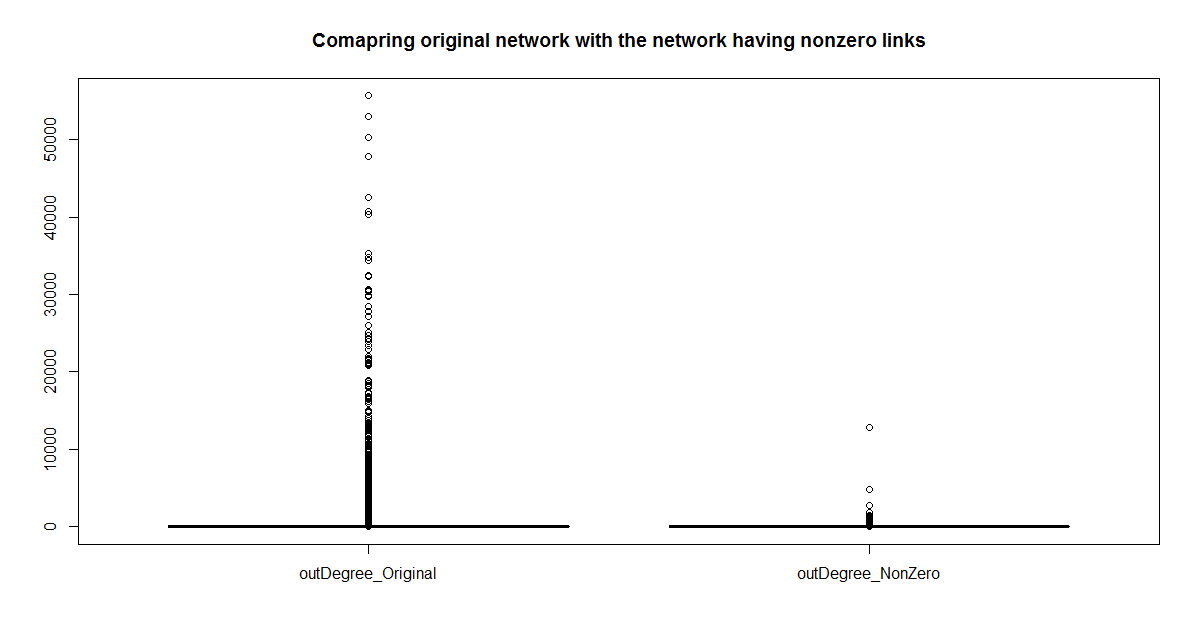 Comapring original network with the network having nonzero links
50000
40000
30000
20000
10000
0
outDegree_Original
outDegree_NonZero